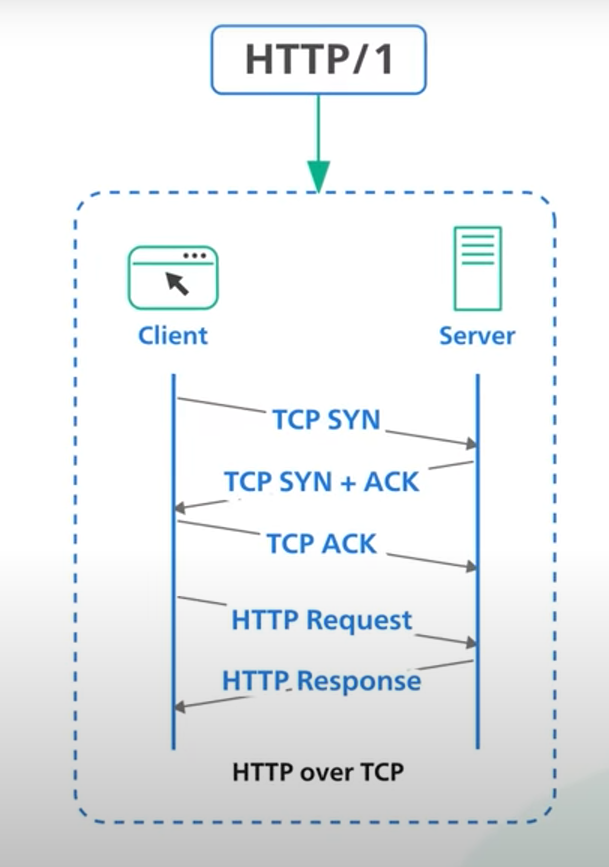 HTTP/1
Client
Server
TCP SYN
TCP SYN + ACK
TCP ACK
HTTP Request
HTTP Response
HTTP over TCP